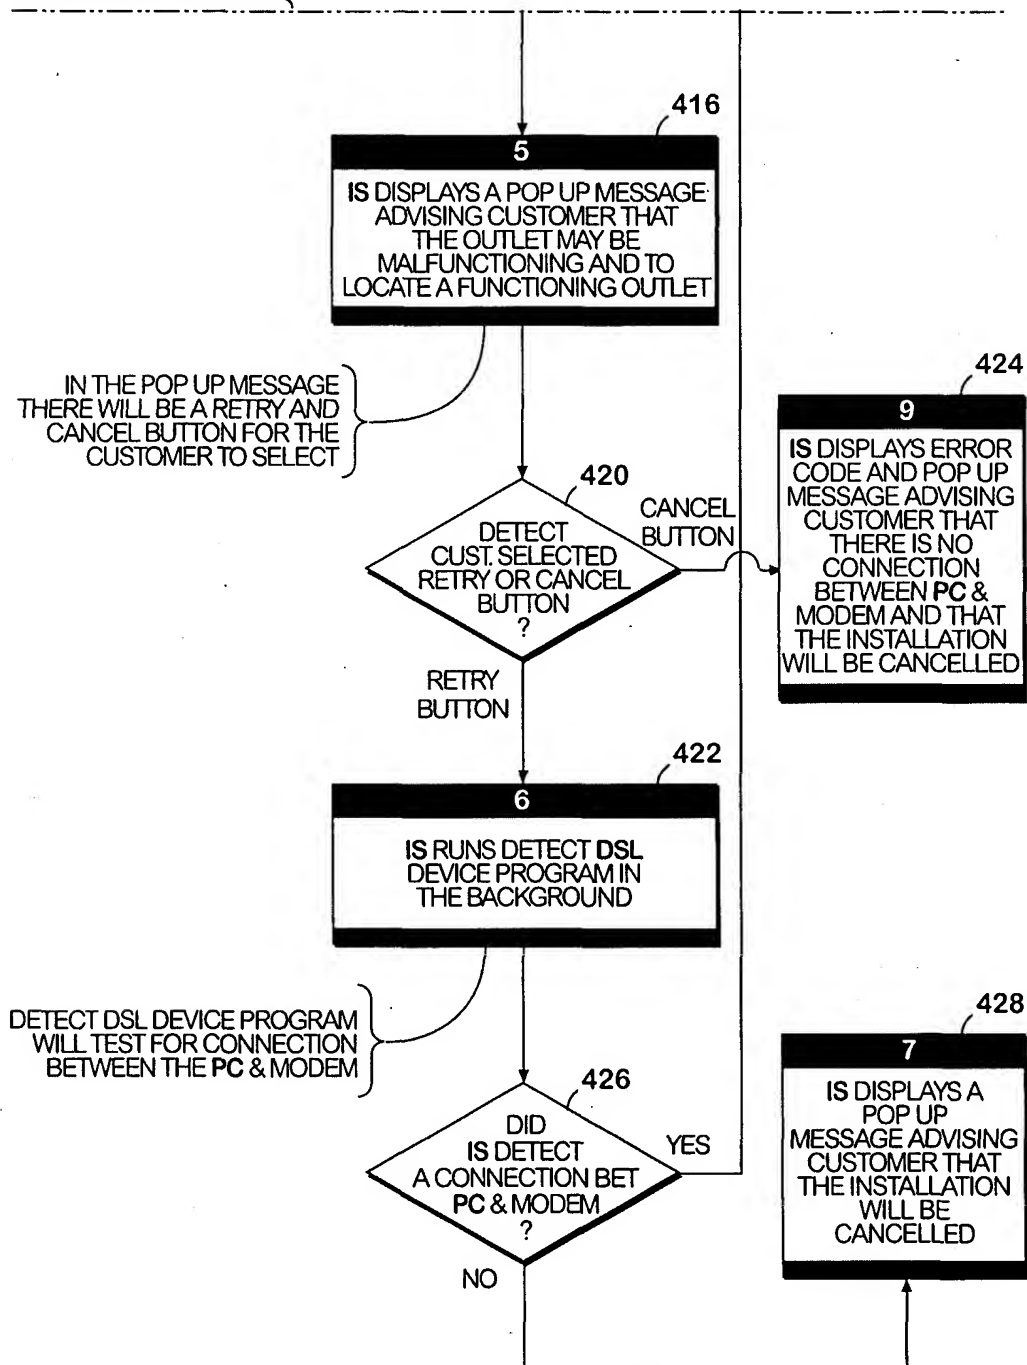 416
5
IS DISPLAYS A POP UP MESSAGE
ADVISING CUSTOMER THAT
THE OUTLET MAY BE
MALFUNCTIONING AND TO
LOCATE A FUNCTIONING OUTLET
IN THE POP UP MESSAGE
THERE WILL BE A RETRY AND
CANCEL BUTTON FOR THE
CUSTOMER TO SELECT
420
DETECT
CUST. SELECTED
RETRY OR CANCEL
BUTTON
?
CANCEL
BUTTON
424
9
IS DISPLAYS ERROR
CODE AND POP UP
MESSAGE ADVISING
CUSTOMER THAT
THERE IS NO
CONNECTION
BETWEEN PC &
MODEM AND THAT
THE INSTALLATION
WILL BE CANCELLED
RETRY
BUTTON
422
6
IS RUNS DETECT DSL
DEVICE PROGRAM IN
THE BACKGROUND
DETECT DSL DEVICE PROGRAM
WILL TEST FOR CONNECTION
BETWEEN THE PC & MODEM
426
DID
IS DETECT
A CONNECTION BET
PC & MODEM
?
YES
NO
428
7
IS DISPLAYS A
POP UP
MESSAGE ADVISING
CUSTOMER THAT
THE INSTALLATION
WILL BE
CANCELLED